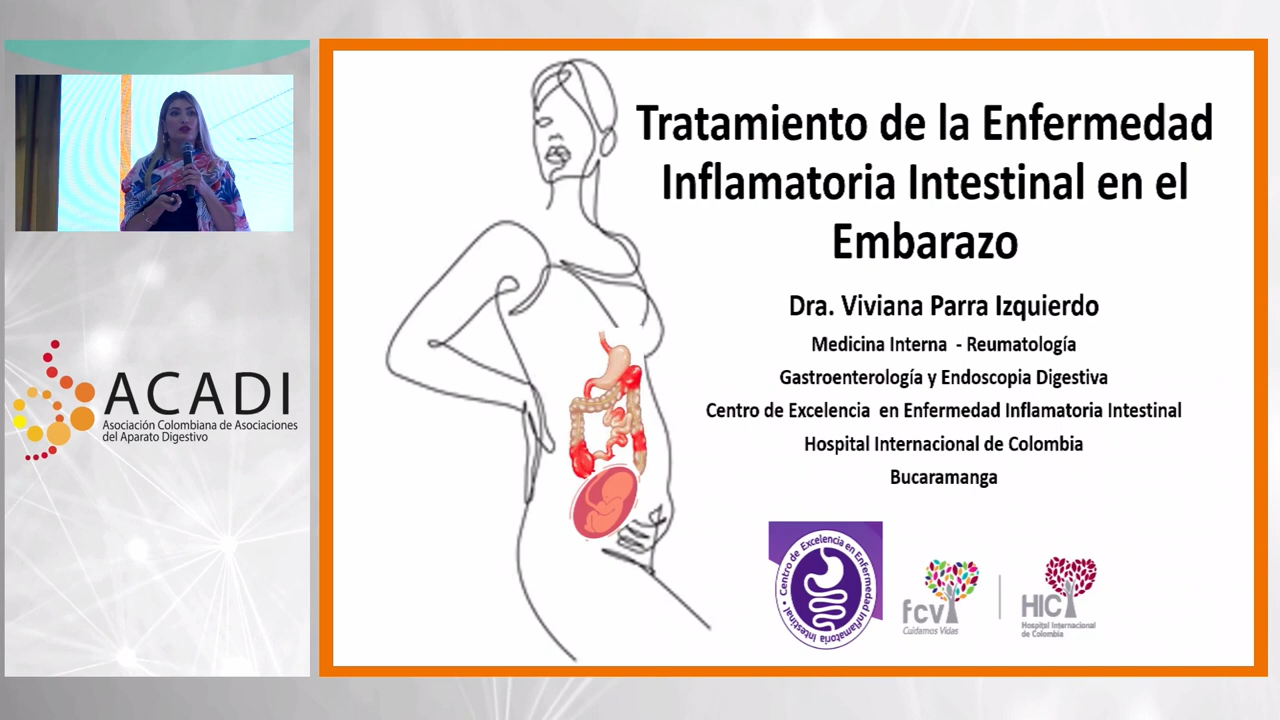 ACADI
Asociación Colombiana de Asociaciones
del Aparato Digestivo
Tratamiento de la Enfermedad
Inflamatoria Intestinal en el
Embarazo
Dra. Viviana Parra Izquierdo
Medicina Interna - Reumatología
Gastroenterología y Endoscopia Digestiva
Centro de Excelencia en Enfermedad Inflamatoria Intestinal
Hospital Internacional de Colombia
Bucaramanga
Centro de Excelencia en Enfermedad Inflamatoria Intestinal
fcv
Cuidamos Vidas
HIC
Hospital Internacional
de Colombia